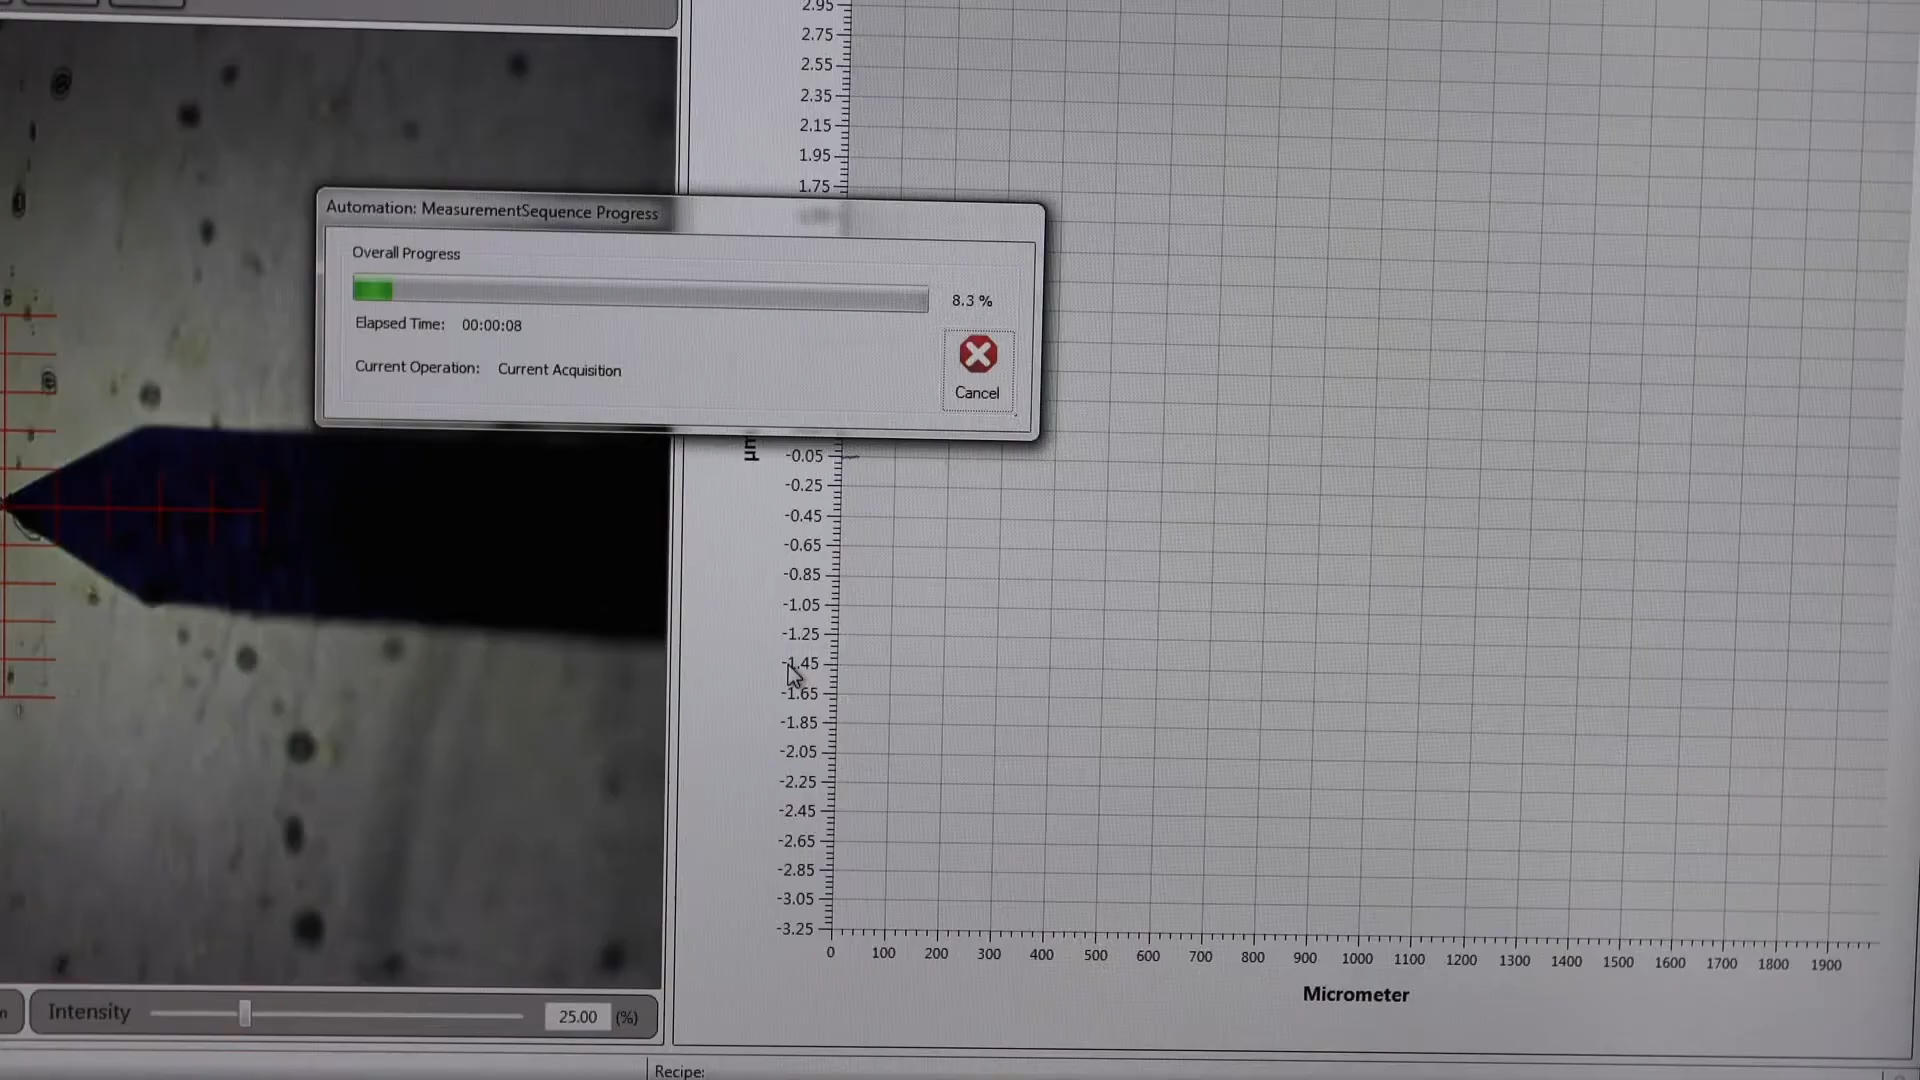 2.95
2.75
2.55
2.35
2.15
1.95
1.75
Automation: MeasurementSequence Progress
Overall Progress
8.3 %
Elapsed Time: 00:00:08
Current Operation: Current Acquisition
Cancel
-0.05
-0.25
-0.45
-0.65
-0.85
-1.05
-1.25
-1.45
-1.65
-1.85
-2.05
-2.25
-2.45
-2.65
-2.85
-3.05
-3.25
0 100 200 300 400 500 600 700 800 900 1000 1100 1200 1300 1400 1500 1600 1700 1800 1900
Micrometer
Intensity 25.00 (%)
Recipe: